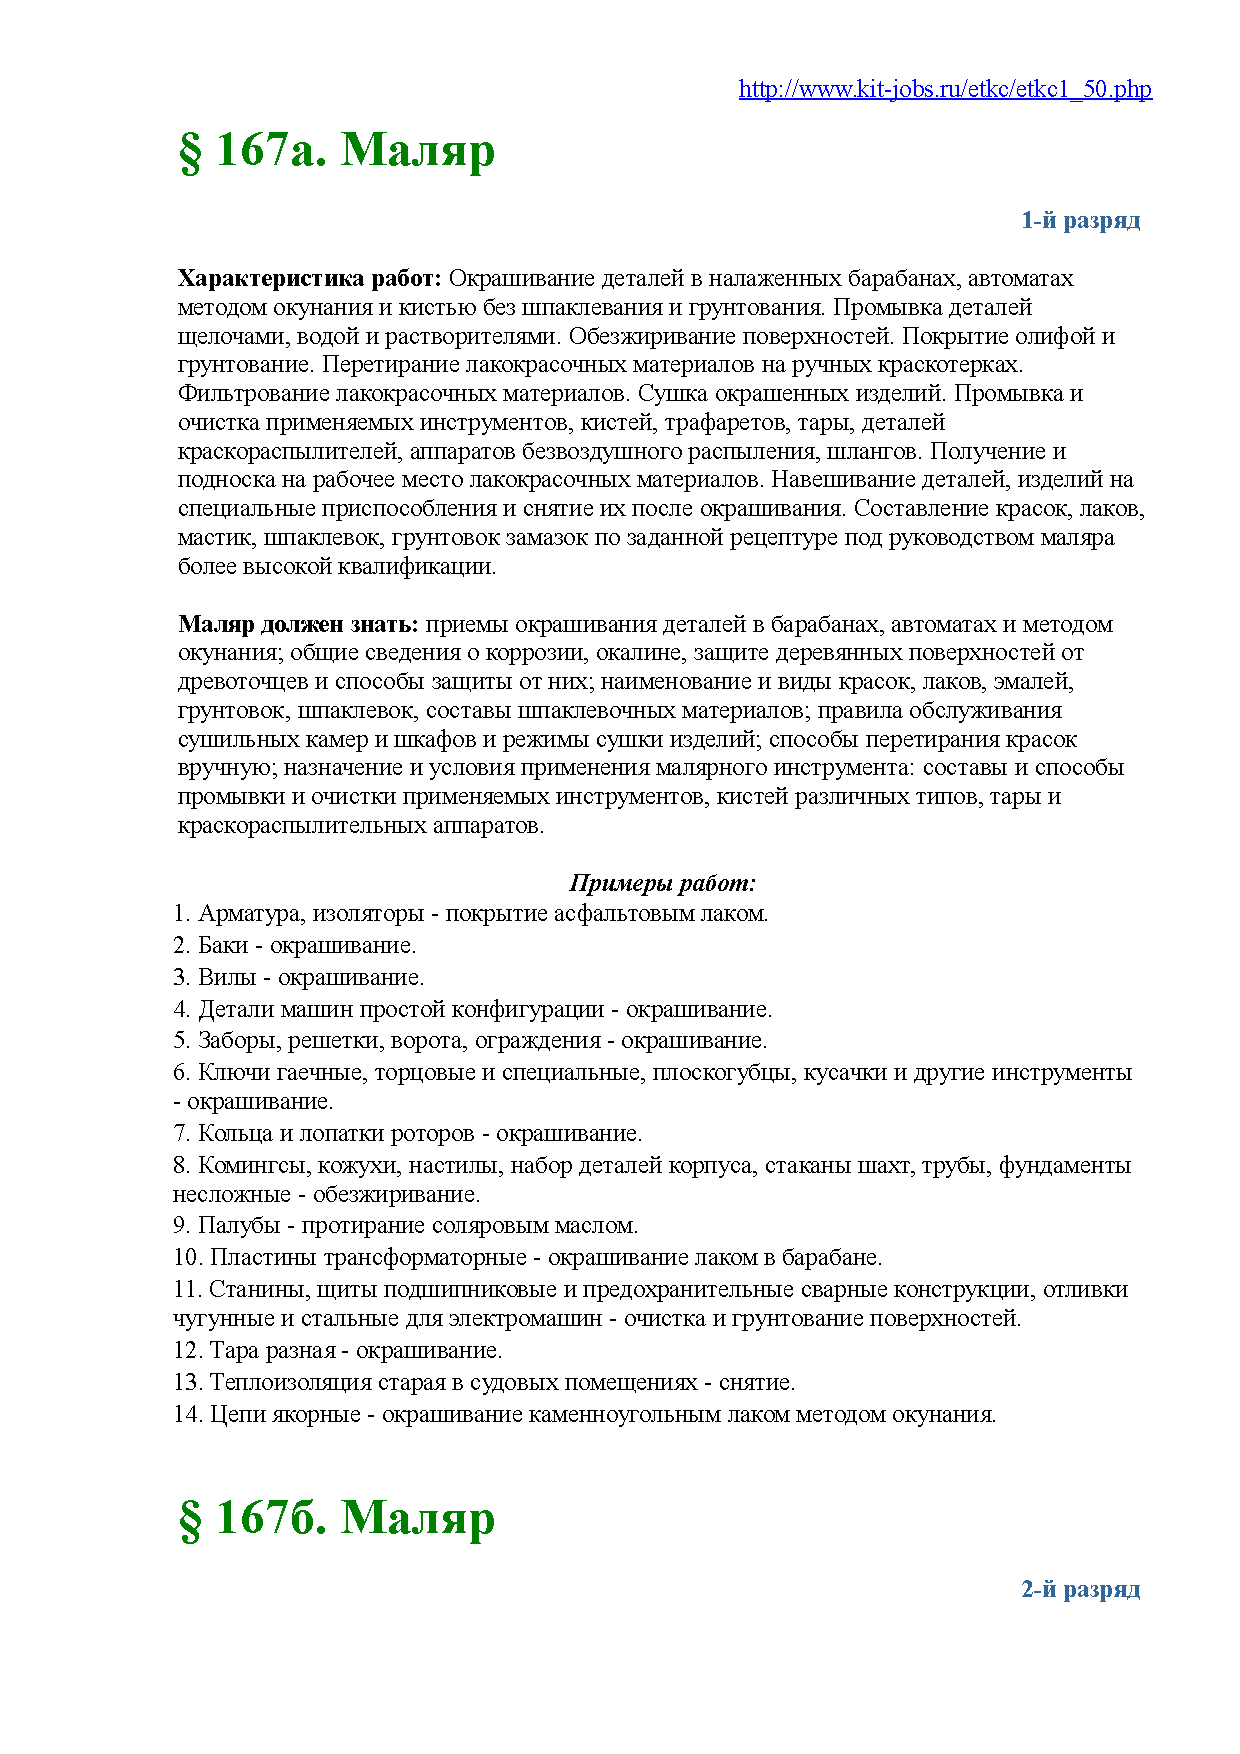 http://www.kit-jobs.ru/etkc/etkc1_50.php
§ 167а. Маляр
1-й разряд
Характеристика работ: Окрашивание деталей в налаженных барабанах, автоматах
методом окунания и кистью без шпаклевания и грунтования. Промывка деталей
щелочами, водой и растворителями. Обезжиривание поверхностей. Покрытие олифой и
грунтование. Перетирание лакокрасочных материалов на ручных краскотерках.
Фильтрование лакокрасочных материалов. Сушка окрашенных изделий. Промывка и
очистка применяемых инструментов, кистей, трафаретов, тары, деталей
краскораспылителей, аппаратов безвоздушного распыления, шлангов. Получение и
подноска на рабочее место лакокрасочных материалов. Навешивание деталей, изделий на
специальные приспособления и снятие их после окрашивания. Составление красок, лаков,
мастик, шпаклевок, грунтовок замазок по заданной рецептуре под руководством маляра
более высокой квалификации.
Маляр должен знать: приемы окрашивания деталей в барабанах, автоматах и методом
окунания; общие сведения о коррозии, окалине, защите деревянных поверхностей от
древоточцев и способы защиты от них; наименование и виды красок, лаков, эмалей,
грунтовок, шпаклевок, составы шпаклевочных материалов; правила обслуживания
сушильных камер и шкафов и режимы сушки изделий; способы перетирания красок
вручную; назначение и условия применения малярного инструмента: составы и способы
промывки и очистки применяемых инструментов, кистей различных типов, тары и
краскораспылительных аппаратов.
Примеры работ:
1. Арматура, изоляторы - покрытие асфальтовым лаком.
2. Баки - окрашивание.
3. Вилы - окрашивание.
4. Детали машин простой конфигурации - окрашивание.
5. Заборы, решетки, ворота, ограждения - окрашивание.
6. Ключи гаечные, торцовые и специальные, плоскогубцы, кусачки и другие инструменты
- окрашивание.
7. Кольца и лопатки роторов - окрашивание.
8. Комингсы, кожухи, настилы, набор деталей корпуса, стаканы шахт, трубы, фундаменты
несложные - обезжиривание.
9. Палубы - протирание соляровым маслом.
10. Пластины трансформаторные - окрашивание лаком в барабане.
11. Станины, щиты подшипниковые и предохранительные сварные конструкции, отливки
чугунные и стальные для электромашин - очистка и грунтование поверхностей.
12. Тара разная - окрашивание.
13. Теплоизоляция старая в судовых помещениях - снятие.
14. Цепи якорные - окрашивание каменноугольным лаком методом окунания.
§ 167б. Маляр
2-й разряд